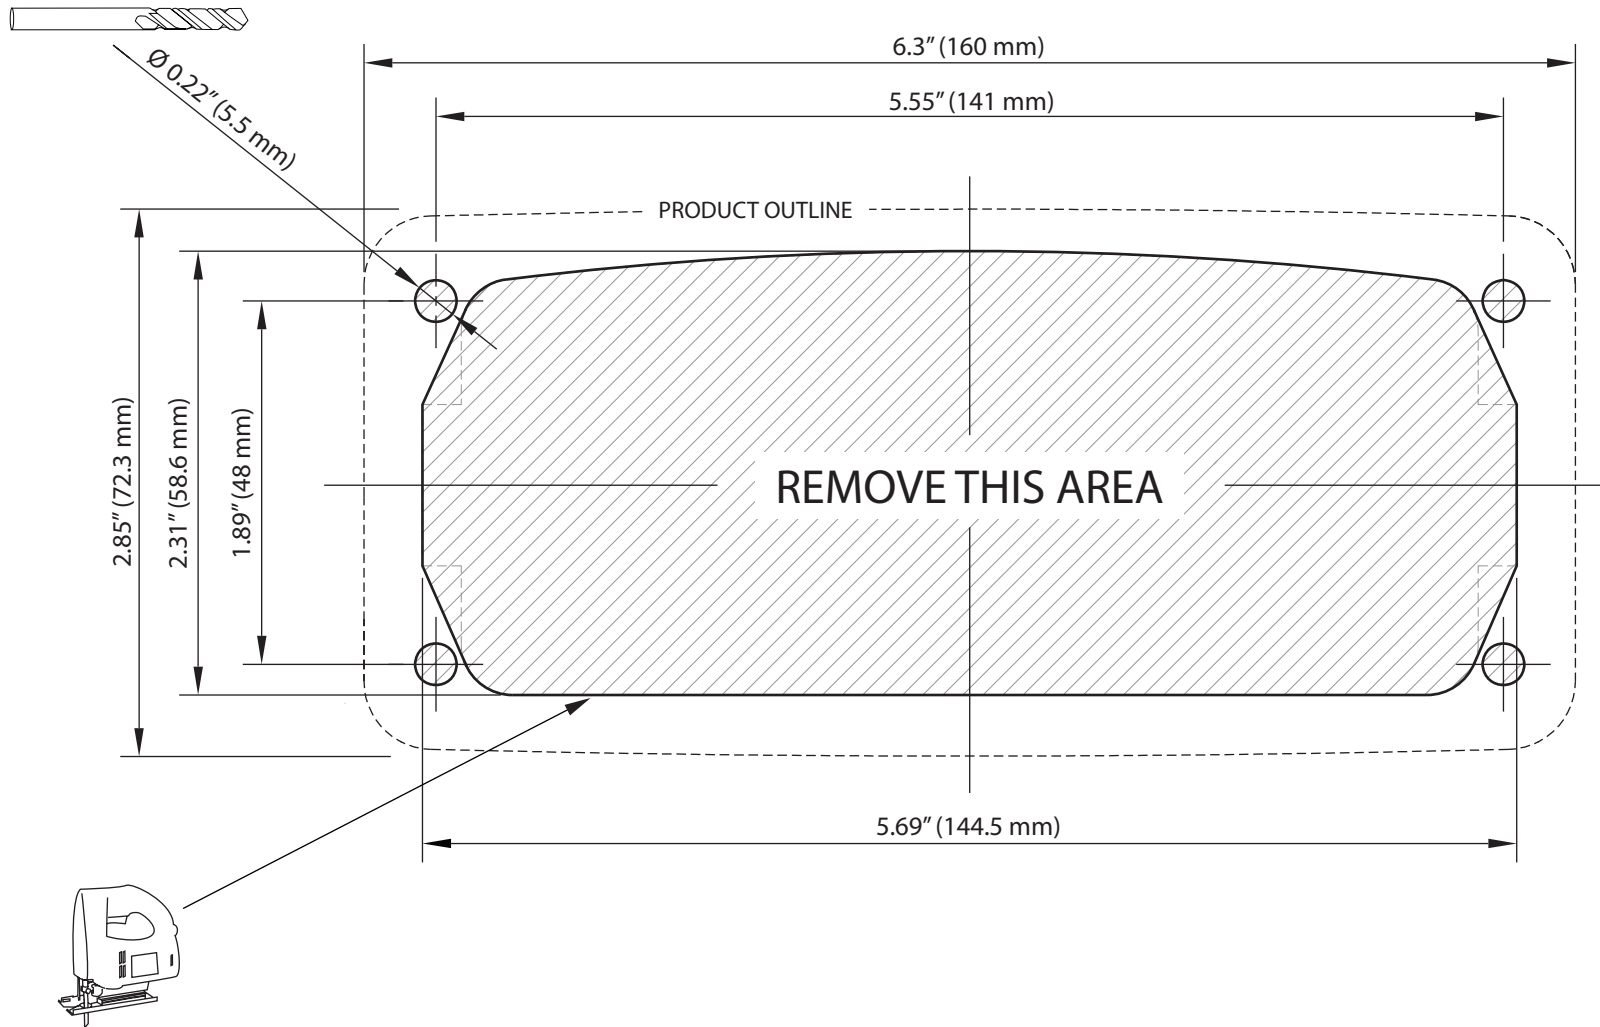 6.3” (160 mm)
Ø 0.22” (5.5 mm)
5.55” (141 mm)
PRODUCT OUTLINE
2.85” (72.3 mm)
2.31” (58.6 mm)
1.89” (48 mm)
REMOVE THIS AREA
5.69” (144.5 mm)